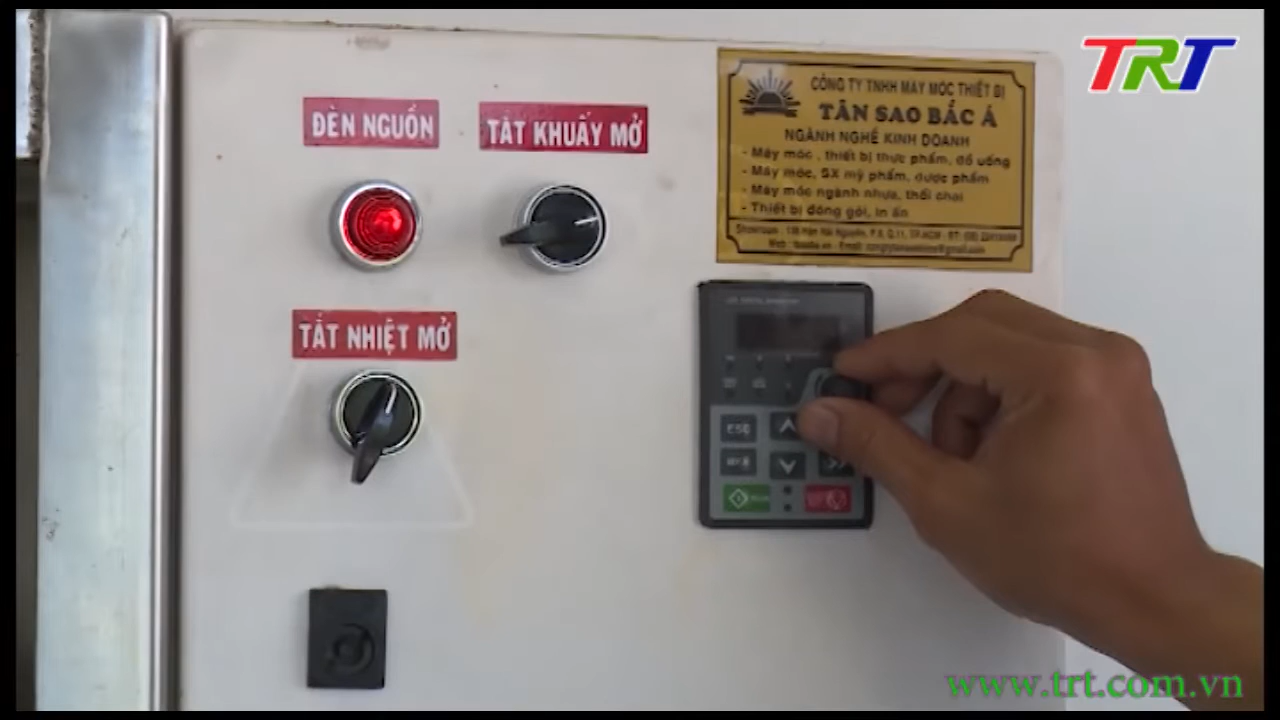 TRT
ĐÈN NGUỒN
TẮT KHUẤY MỞ
CÔNG TY TNHH MÁY MÓC THIẾT BỊ
TÂN SAO BẮC Á
NGÀNH NGHỀ KINH DOANH
- Máy móc, thiết bị thực phẩm, đồ uống
- Máy móc, SX mỹ phẩm, dược phẩm
- Máy móc ngành nhựa, thổi chai
- Thiết bị đóng gói, in ấn
Showroom :
TẮT NHIỆT MỞ
ESC
www.trt.com.vn